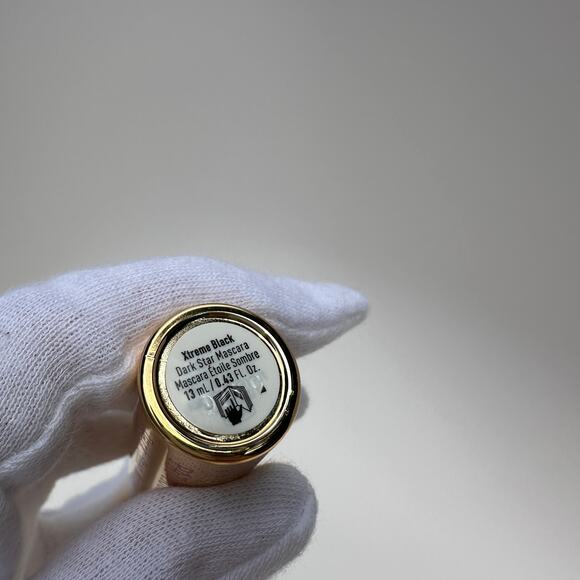 Xtreme Black
Dark Star Mascara
Mascara Étoile Sombre
13 mL / 0.43 Fl. Oz.